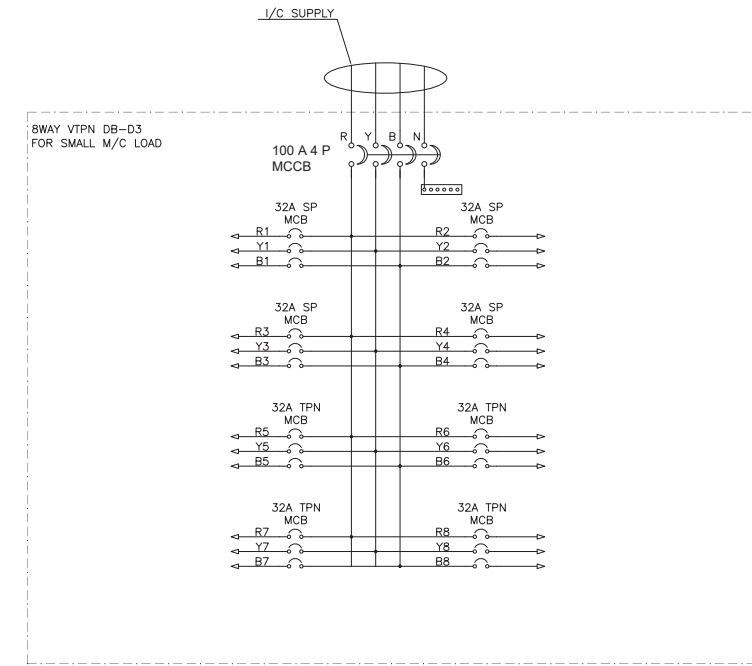 I/C SUPPLY
8WAY VTPN DB-D3
FOR SMALL M/C LOAD
R Y B N
100 A 4 P
MCCB
32A SP
MCB
32A SP
MCB
R1 R2
Y1 Y2
B1 B2
32A SP
MCB
32A SP
MCB
R3 R4
Y3 Y4
B3 B4
32A TPN
MCB
32A TPN
MCB
R5 R6
Y5 Y6
B5 B6
32A TPN
MCB
32A TPN
MCB
R7 R8
Y7 Y8
B7 B8